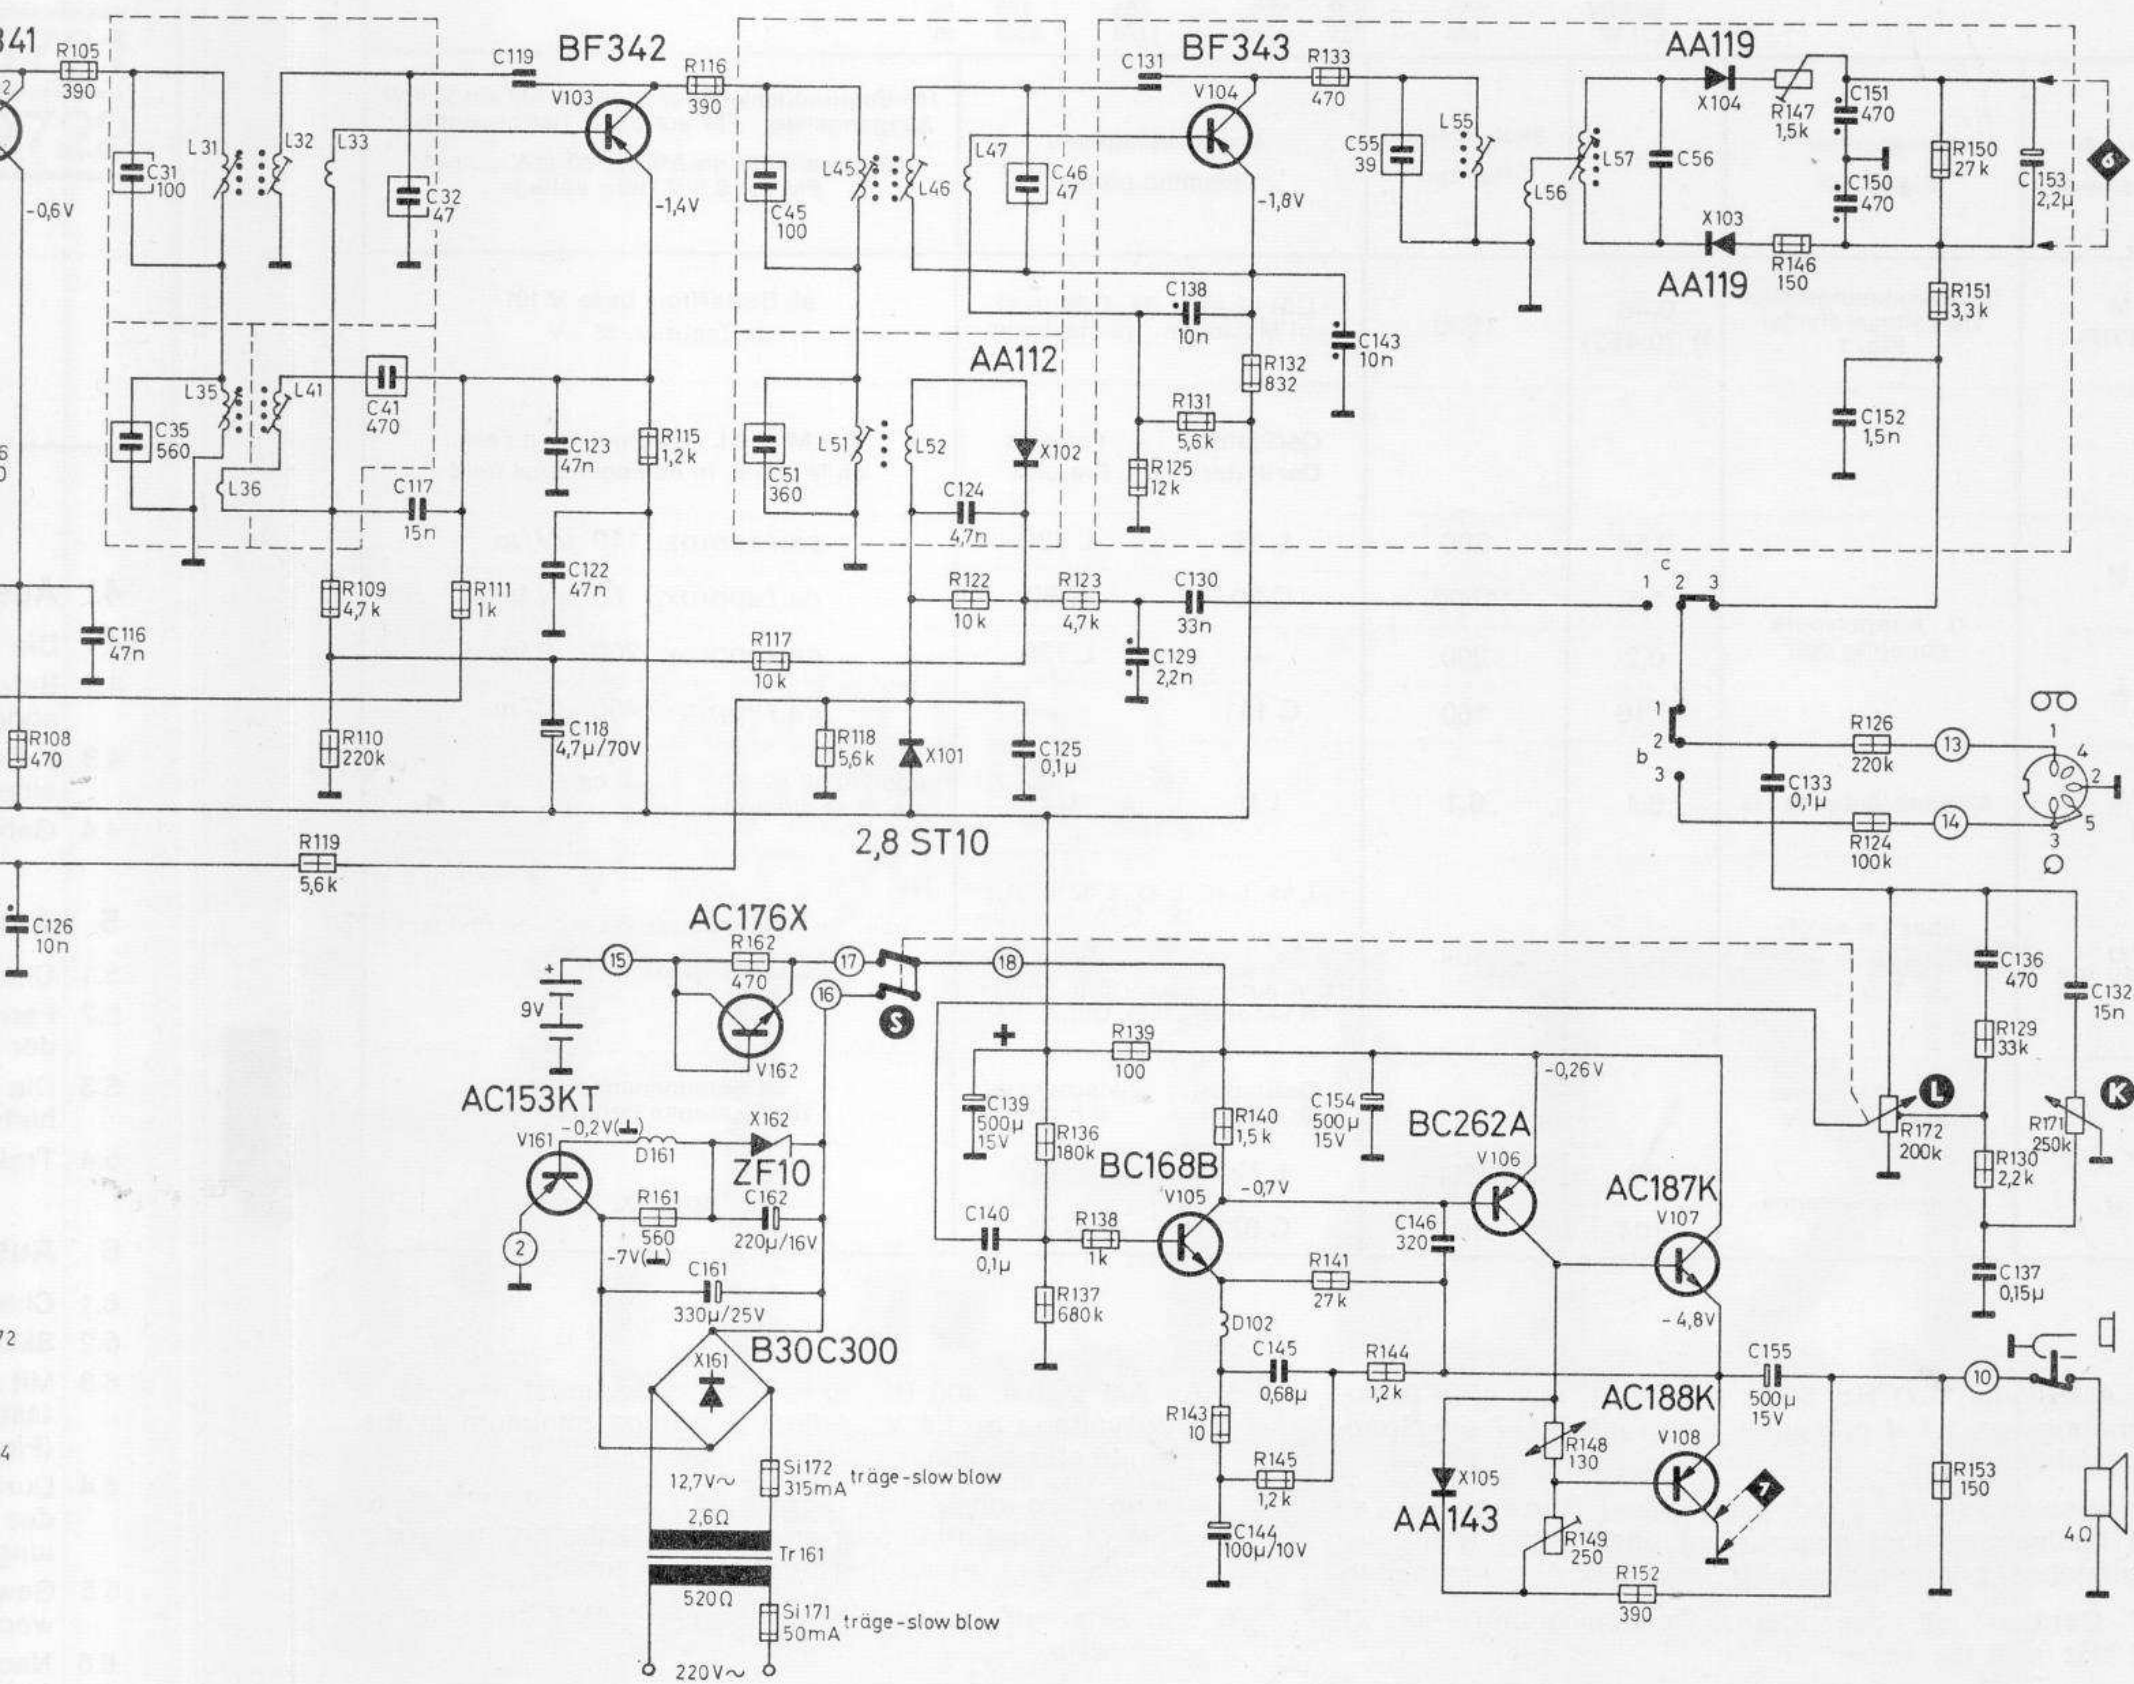 341
R105
390
BF342
C119
V103
R116
390
BF343
C131
V104
R133
470
AA119
X104
R147
1,5k
C151
470
2
L31
L32
L33
C31
100
C32
47
-0,6V
-1,4V
L45
L46
L47
C45
100
C46
47
-1,8V
C55
39
L55
L56
L57
C56
R150
27k
C153
2,2µ
6
C150
470
X103
R146
150
AA119
R151
3,3k
C138
10n
C143
10n
AA112
R132
832
L35
L41
C41
470
C35
560
C123
47n
R115
1,2k
L51
L52
X102
C51
360
R131
5,6k
R125
12k
C152
1,5n
L36
C117
15n
C124
4,7n
R109
4,7k
R111
1k
C122
47n
R122
10k
R123
4,7k
C130
33n
c
1 2 3
C116
47n
R117
10k
C129
2,2n
R108
470
R110
220k
C118
4,7µ/70V
R118
5,6k
X101
C125
0,1µ
1
2
b
3
R126
220k
13
1
4
2
C133
0,1µ
R124
100k
14
3
5
2,8 ST10
R119
5,6k
C126
10n
AC176X
15
R162
470
17
16
18
S
+
9V
V162
C136
470
C132
15n
+
R139
100
R129
33k
AC153KT
-0,2V(⊥)
V161
D161
X162
ZF10
C139
500µ
15V
R136
180k
R140
1,5k
C154
500µ
15V
-0,26V
BC262A
V106
L
R172
200k
K
R171
250k
R130
2,2k
BC168B
V105
-0,7V
AC187K
V107
R161
560
C162
220µ/16V
2
-7V(⊥)
C140
0,1µ
R138
1k
C146
320
C161
330µ/25V
R137
680k
R141
27k
C137
0,15µ
-4,8V
72
B30C300
X161
D102
C145
0,68µ
R144
1,2k
C155
500µ
15V
10
R143
10
AC188K
V108
4
12,7V~
Si172
315mA
träge-slow blow
R145
1,2k
X105
AA143
R148
130
7
R153
150
2,6Ω
Tr161
C144
100µ/10V
R149
250
4Ω
520Ω
Si171
50mA
träge-slow blow
R152
390
220V~